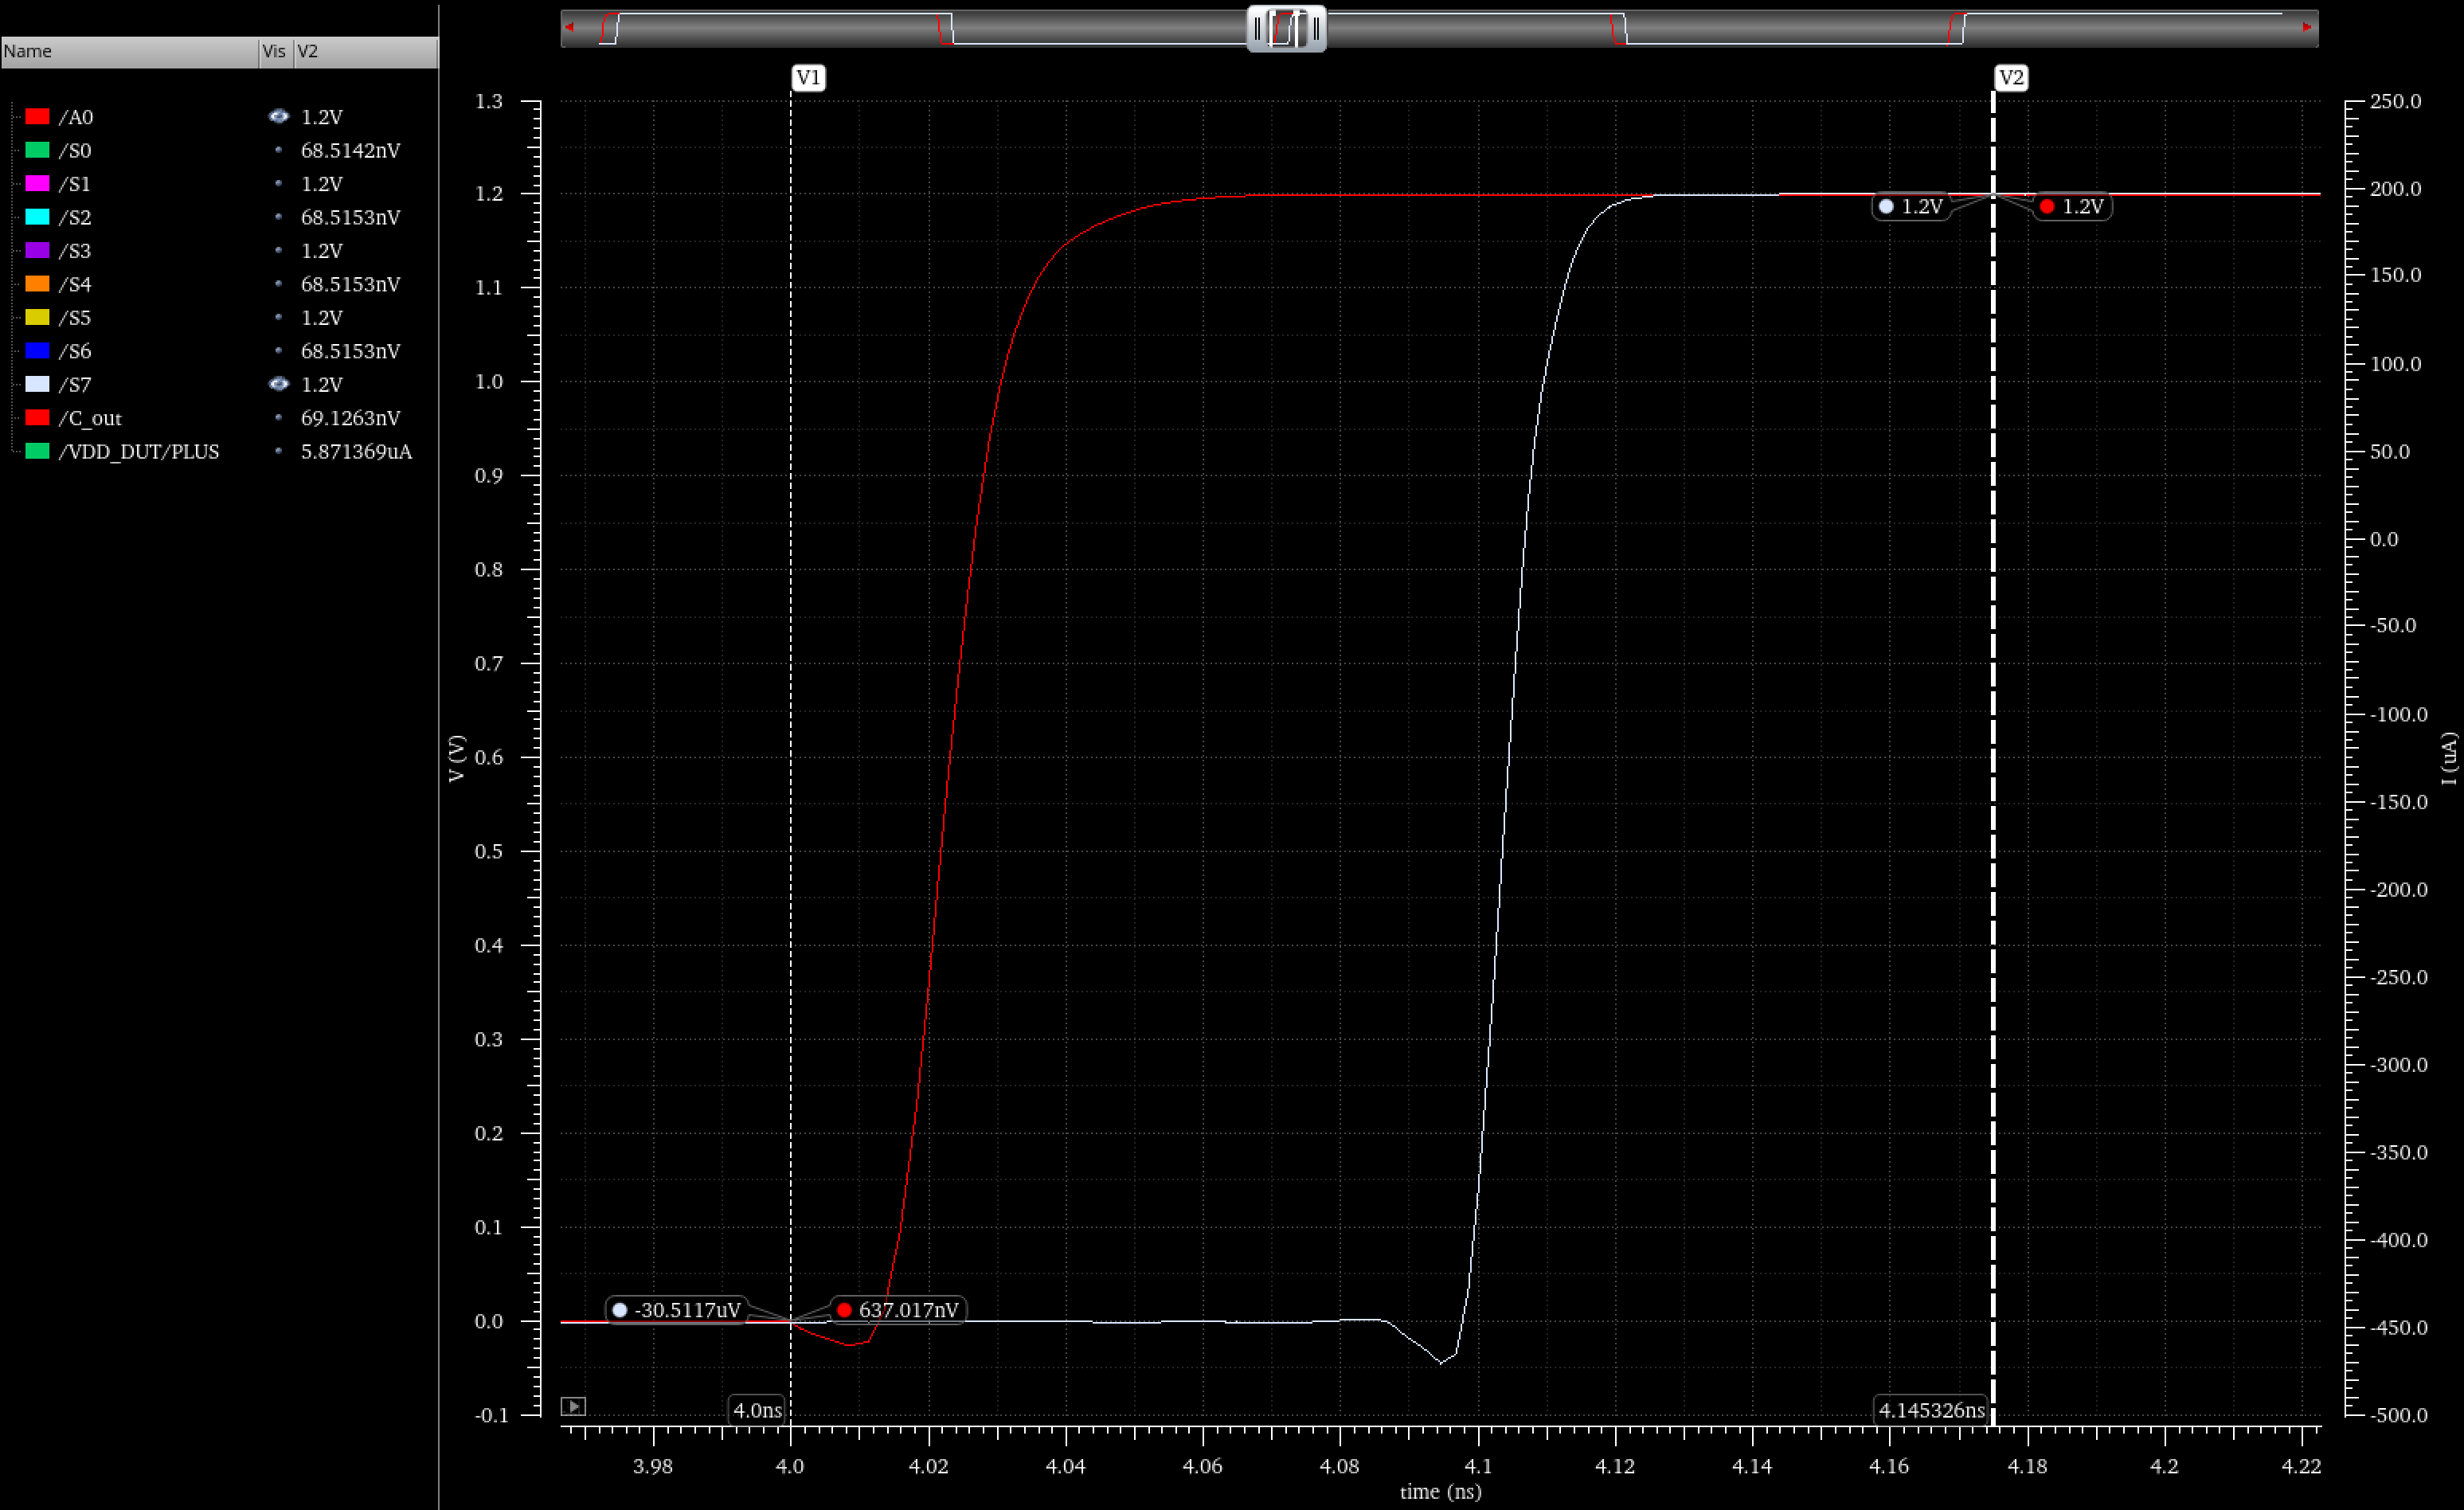 Name Vis V2
/A0 1.2V
/S0 68.5142nV
/S1 1.2V
/S2 68.5153nV
/S3 1.2V
/S4 68.5153nV
/S5 1.2V
/S6 68.5153nV
/S7 1.2V
/C_out 69.1263nV
/VDD_DUT/PLUS 5.871369uA
V1 V2
V (V)
1.3
1.2
1.1
1.0
0.9
0.8
0.7
0.6
0.5
0.4
0.3
0.2
0.1
0.0
-0.1
1.2V 1.2V
-30.5117uV 637.017nV
4.0ns 4.145326ns
3.98 4.0 4.02 4.04 4.06 4.08 4.1 4.12 4.14 4.16 4.18 4.2 4.22
time (ns)
250.0
200.0
150.0
100.0
50.0
0.0
-50.0
-100.0
-150.0
-200.0
-250.0
-300.0
-350.0
-400.0
-450.0
-500.0
I (uA)